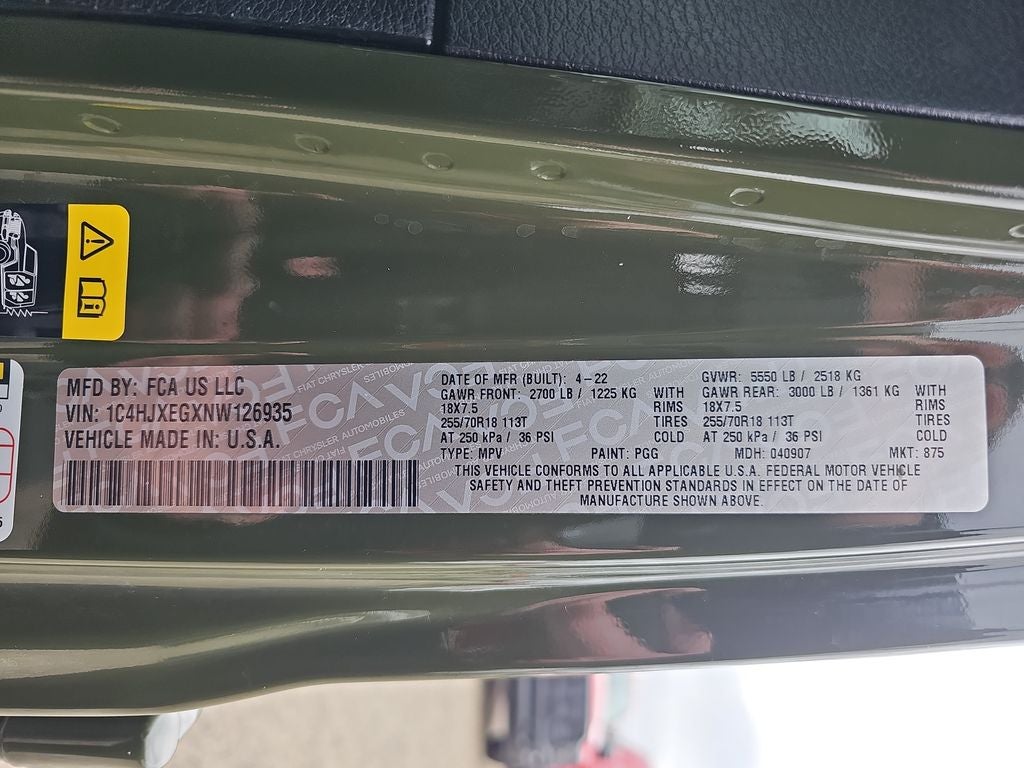 MFD BY: FCA US LLC
VIN: 1C4HJXEGXNW126935
VEHICLE MADE IN: U.S.A.
DATE OF MFR (BUILT): 4-22 GVWR: 5550 LB / 2518 KG
GAWR FRONT: 2700 LB / 1225 KG WITH GAWR REAR: 3000 LB / 1361 KG WITH
18X7.5 RIMS 18X7.5 RIMS
255/70R18 113T TIRES 255/70R18 113T TIRES
AT 250 kPa / 36 PSI COLD AT 250 kPa / 36 PSI COLD
TYPE: MPV PAINT: PGG MDH: 040907 MKT: 875
THIS VEHICLE CONFORMS TO ALL APPLICABLE U.S.A. FEDERAL MOTOR VEHICLE
SAFETY AND THEFT PREVENTION STANDARDS IN EFFECT ON THE DATE OF
MANUFACTURE SHOWN ABOVE.